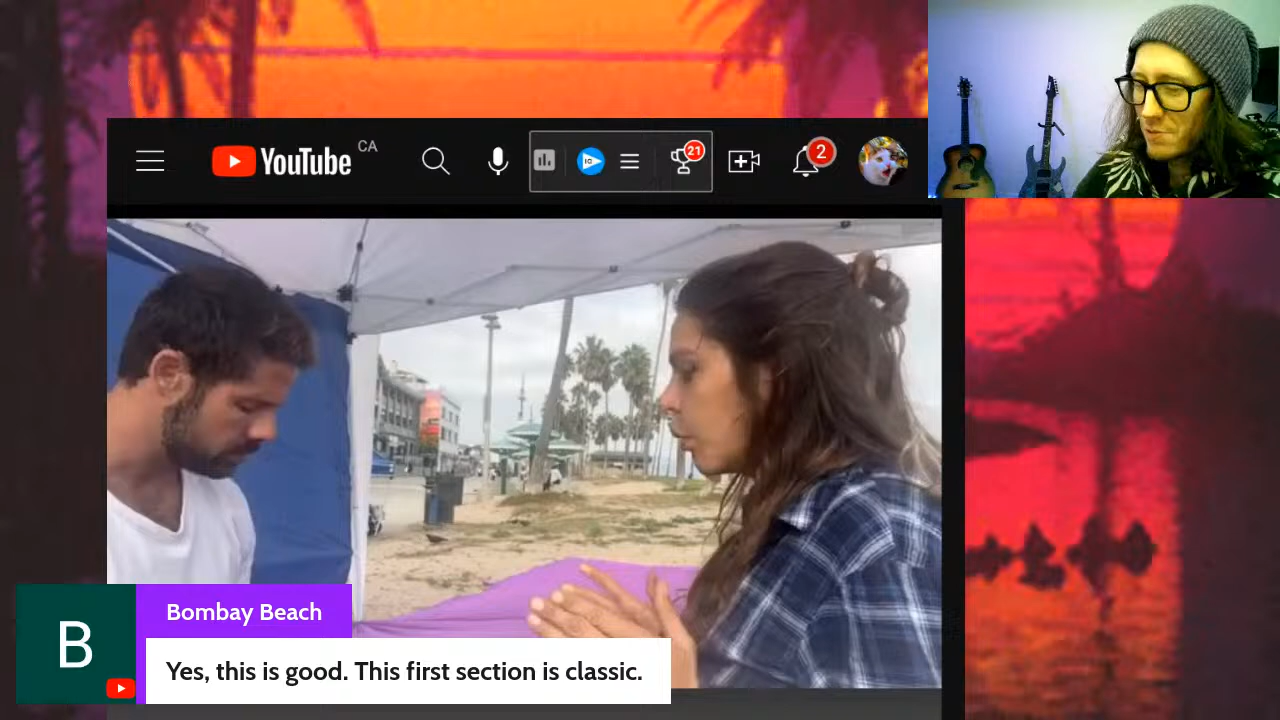 YouTube CA
21
2
B
Bombay Beach
Yes, this is good. This first section is classic.